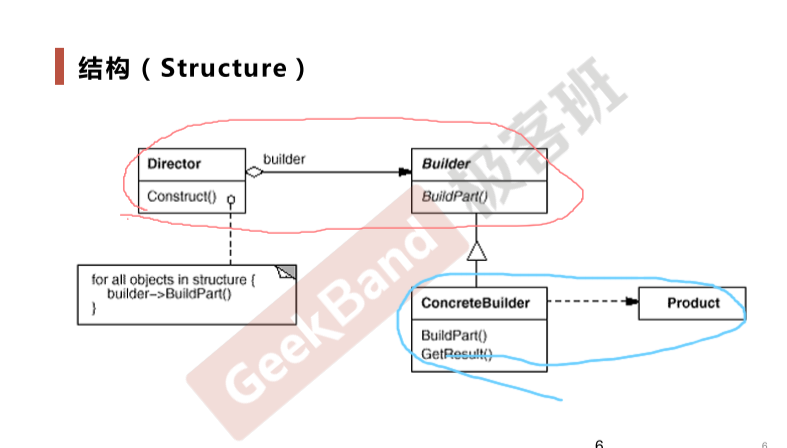 结构（Structure）
Director
builder
Builder
Construct()
BuildPart()
for all objects in structure {
builder->BuildPart()
}
ConcreteBuilder
Product
BuildPart()
GetResult()
GeekBand 极客班
6
6